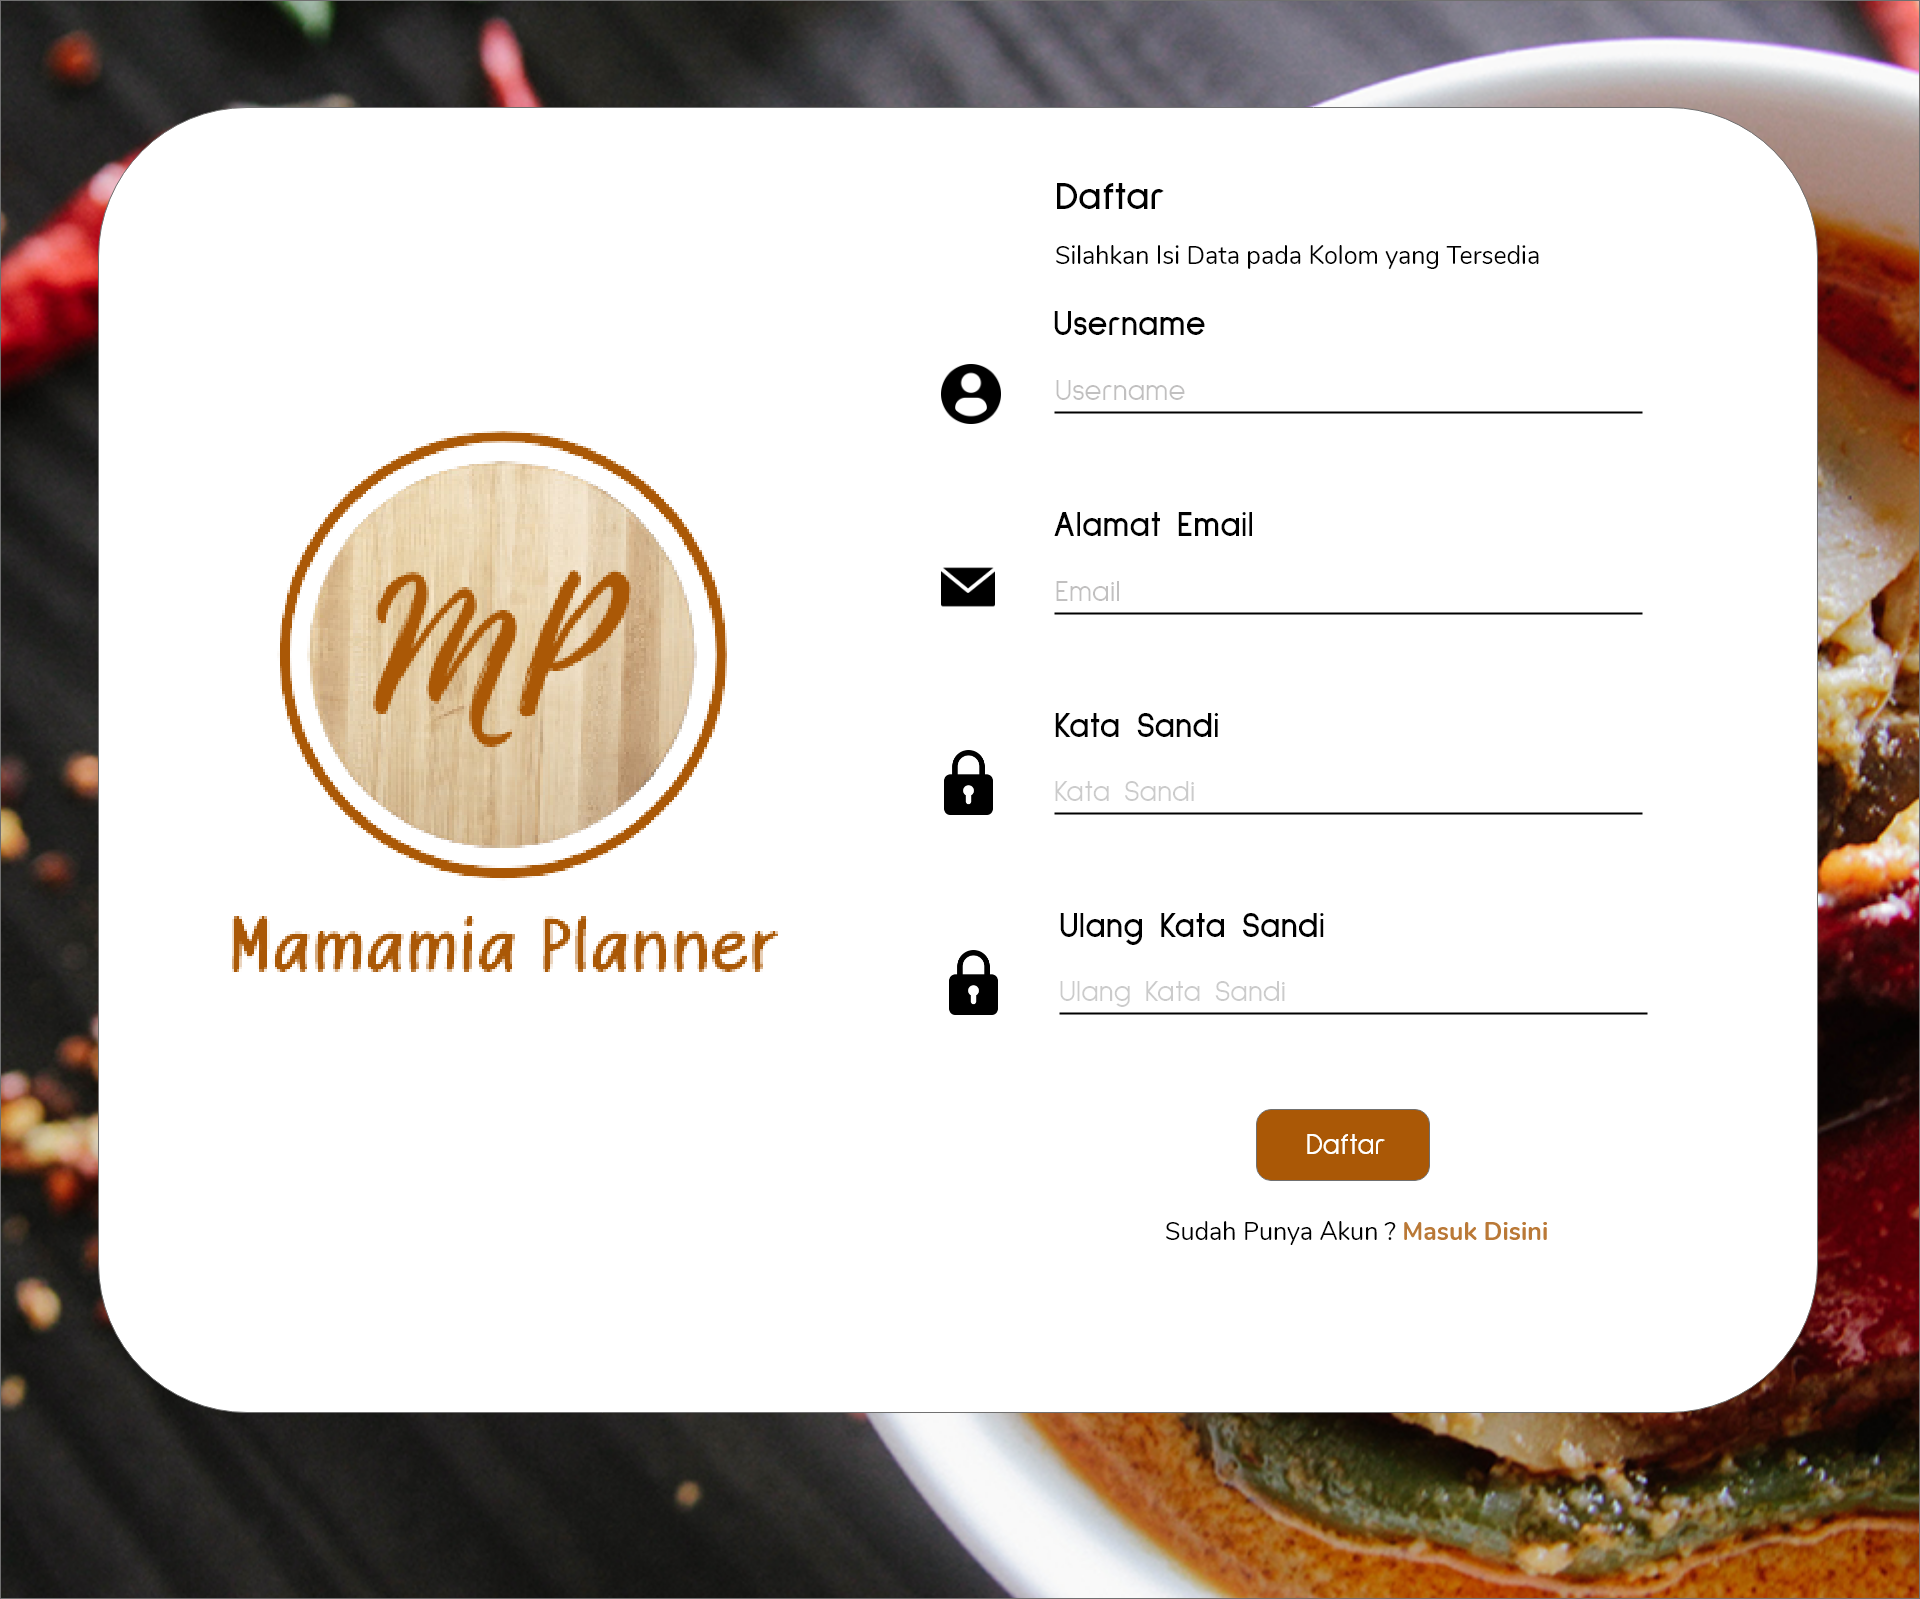 MP
Mamamia Planner
Daftar
Silahkan Isi Data pada Kolom yang Tersedia
Username
Username
Alamat Email
Email
Kata Sandi
Kata Sandi
Ulang Kata Sandi
Ulang Kata Sandi
Daftar
Sudah Punya Akun ? Masuk Disini